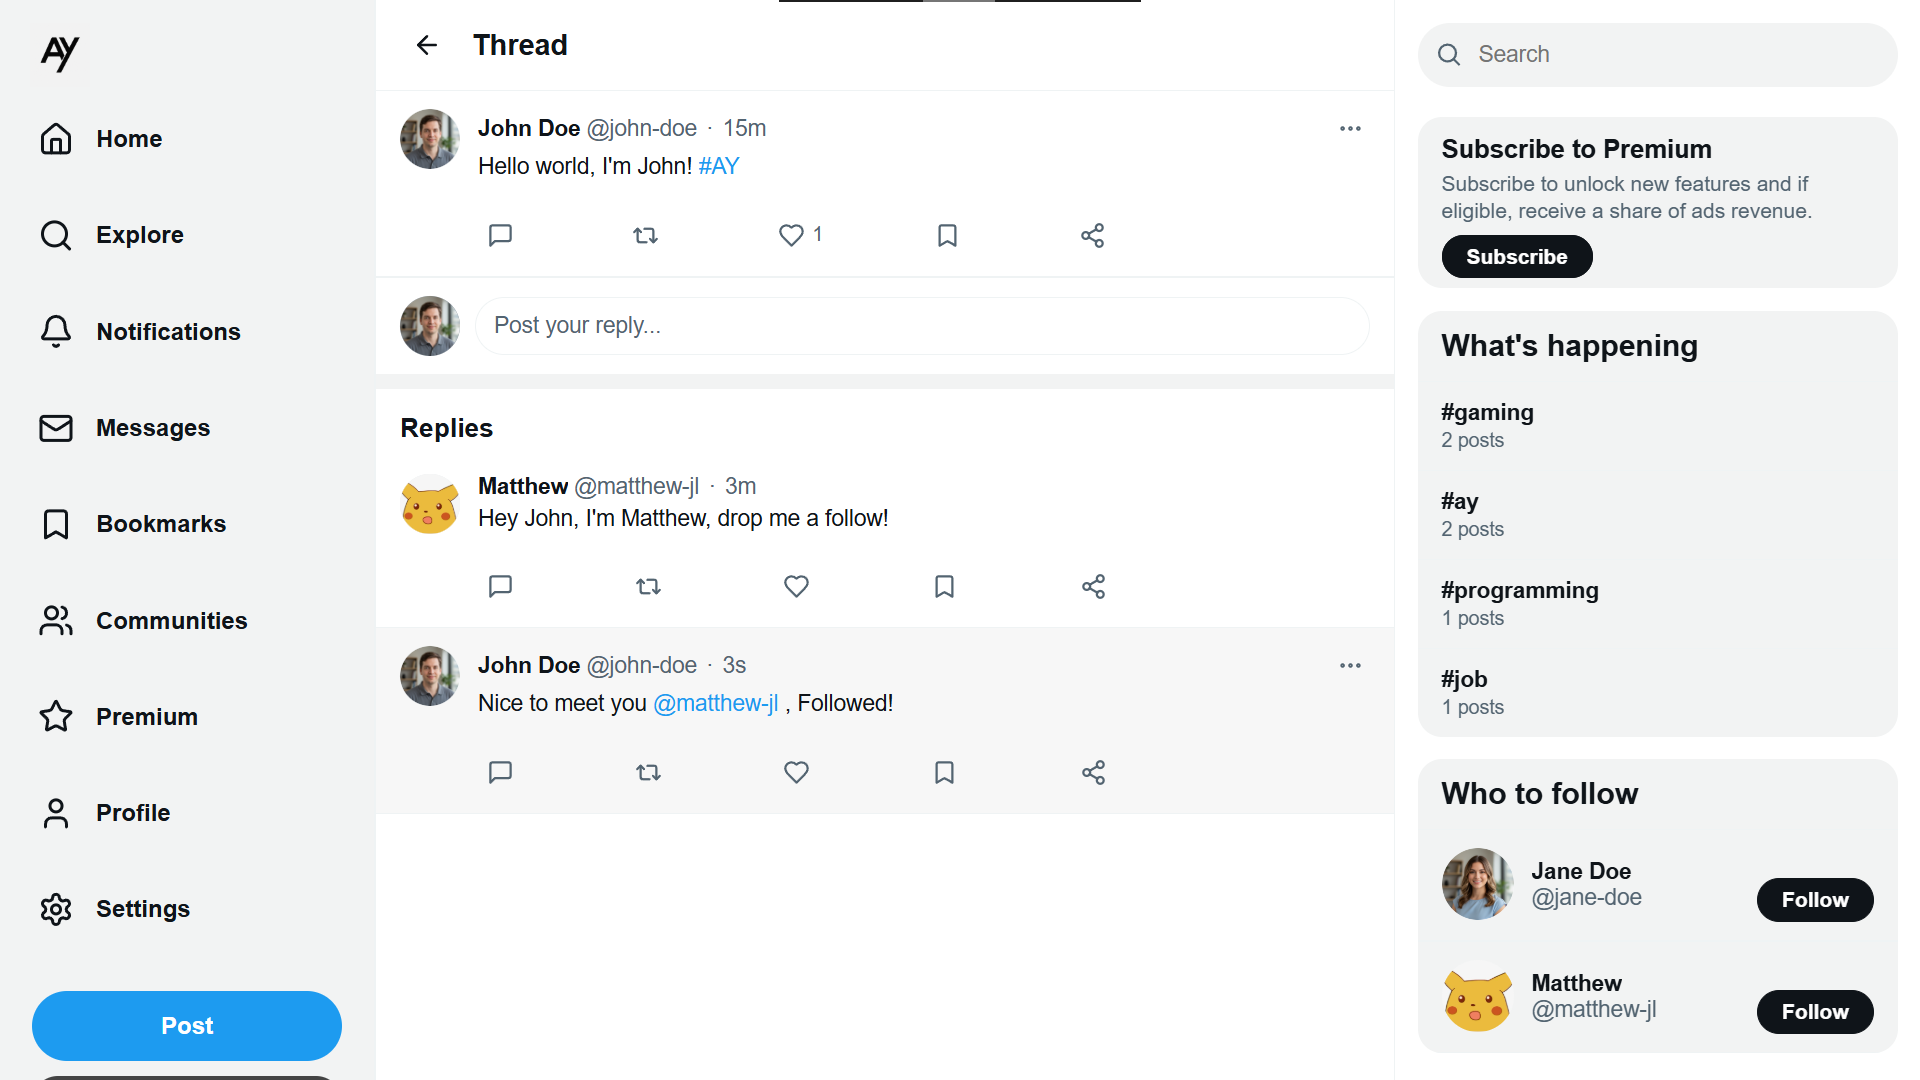 AY
Home
Explore
Notifications
Messages
Bookmarks
Communities
Premium
Profile
Settings
Post
Thread
John Doe @john-doe · 15m
Hello world, I'm John! #AY
1
Post your reply...
Replies
Matthew @matthew-jl · 3m
Hey John, I'm Matthew, drop me a follow!
John Doe @john-doe · 3s
Nice to meet you @matthew-jl , Followed!
Search
Subscribe to Premium
Subscribe to unlock new features and if
eligible, receive a share of ads revenue.
Subscribe
What's happening
#gaming
2 posts
#ay
2 posts
#programming
1 posts
#job
1 posts
Who to follow
Jane Doe
@jane-doe
Follow
Matthew
@matthew-jl
Follow